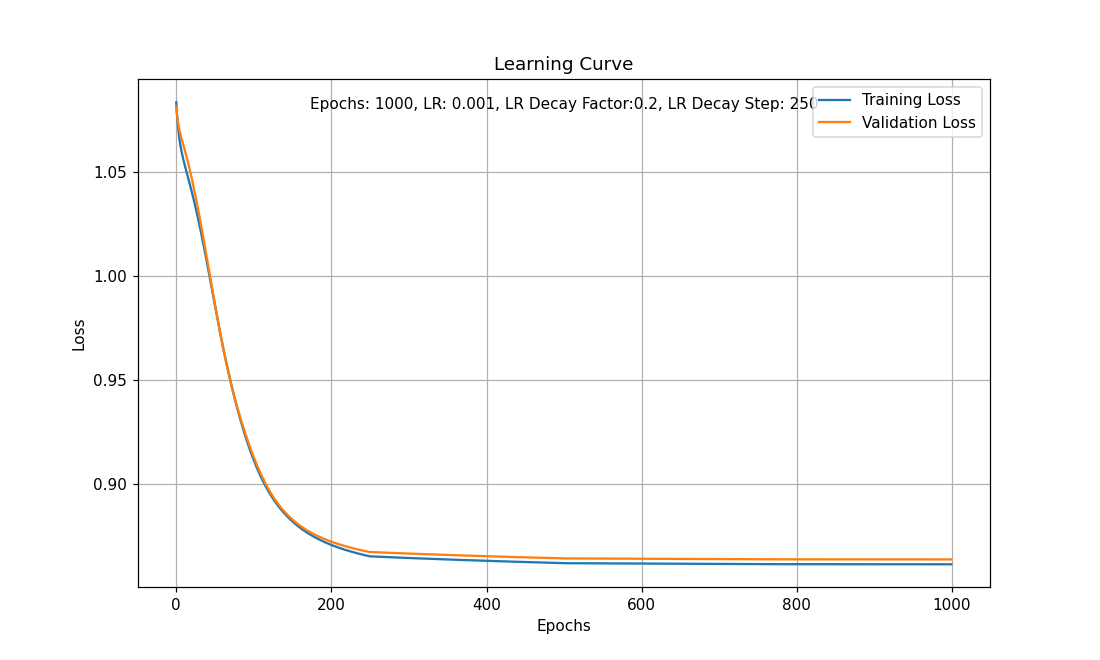 Learning Curve
Epochs: 1000, LR: 0.001, LR Decay Factor:0.2, LR Decay Step: 250
Training Loss
Validation Loss
1.05
1.00
0.95
0.90
Loss
0
200
400
600
800
1000
Epochs